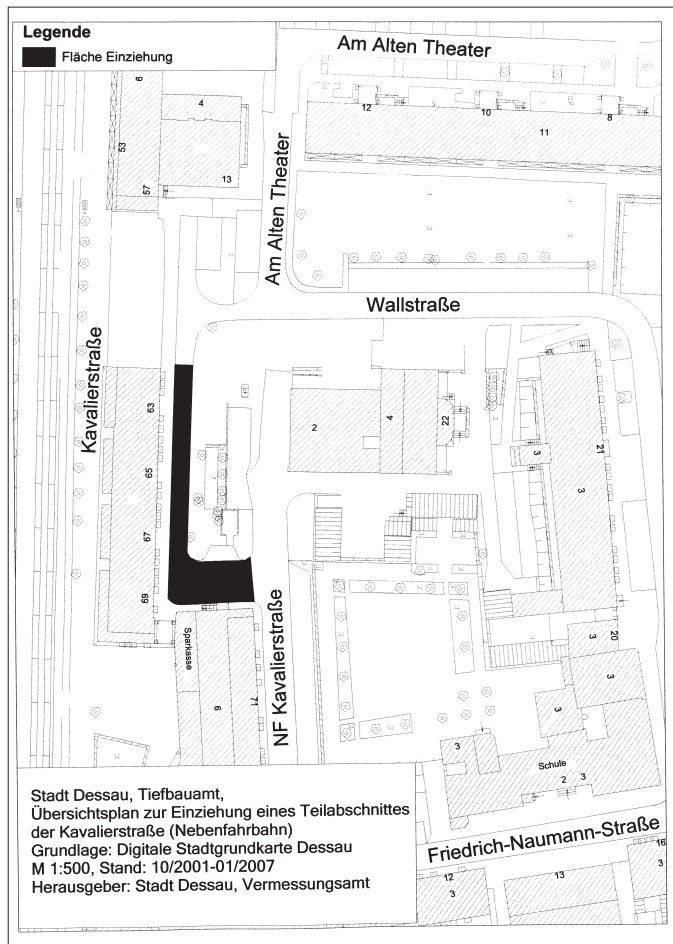 Legende
Fläche Einziehung
Am Alten Theater
6
4
12
10
8
11
53
57
13
Am Alten Theater
Wallstraße
Kavalierstraße
63
65
67
69
2
4
22
3
21
3
Sparkasse
6
71
NF Kavalierstraße
3
20
3
3
3
Schule
2
3
Friedrich-Naumann-Straße
12
3
13
16
3
Stadt Dessau, Tiefbauamt,
Übersichtsplan zur Einziehung eines Teilabschnittes
der Kavalierstraße (Nebenfahrbahn)
Grundlage: Digitale Stadtgrundkarte Dessau
M 1:500, Stand: 10/2001-01/2007
Herausgeber: Stadt Dessau, Vermessungsamt